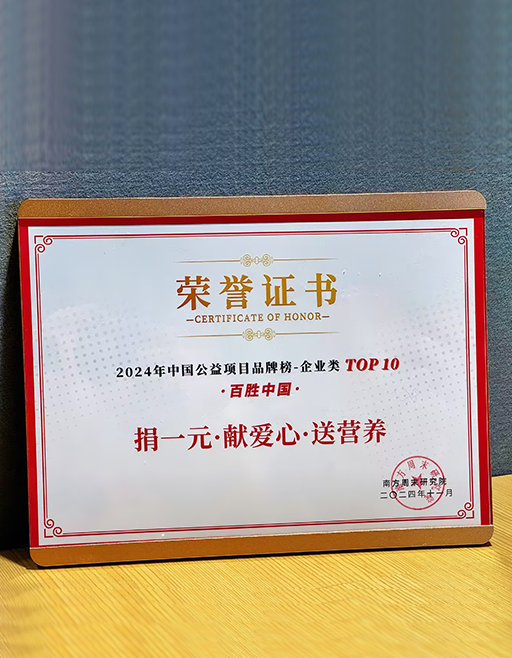 荣誉证书
CERTIFICATE OF HONOR
2024年中国公益项目品牌榜-企业类 TOP 10
·百胜中国·
捐一元·献爱心·送营养
南方周末研究院
二〇二四年十一月